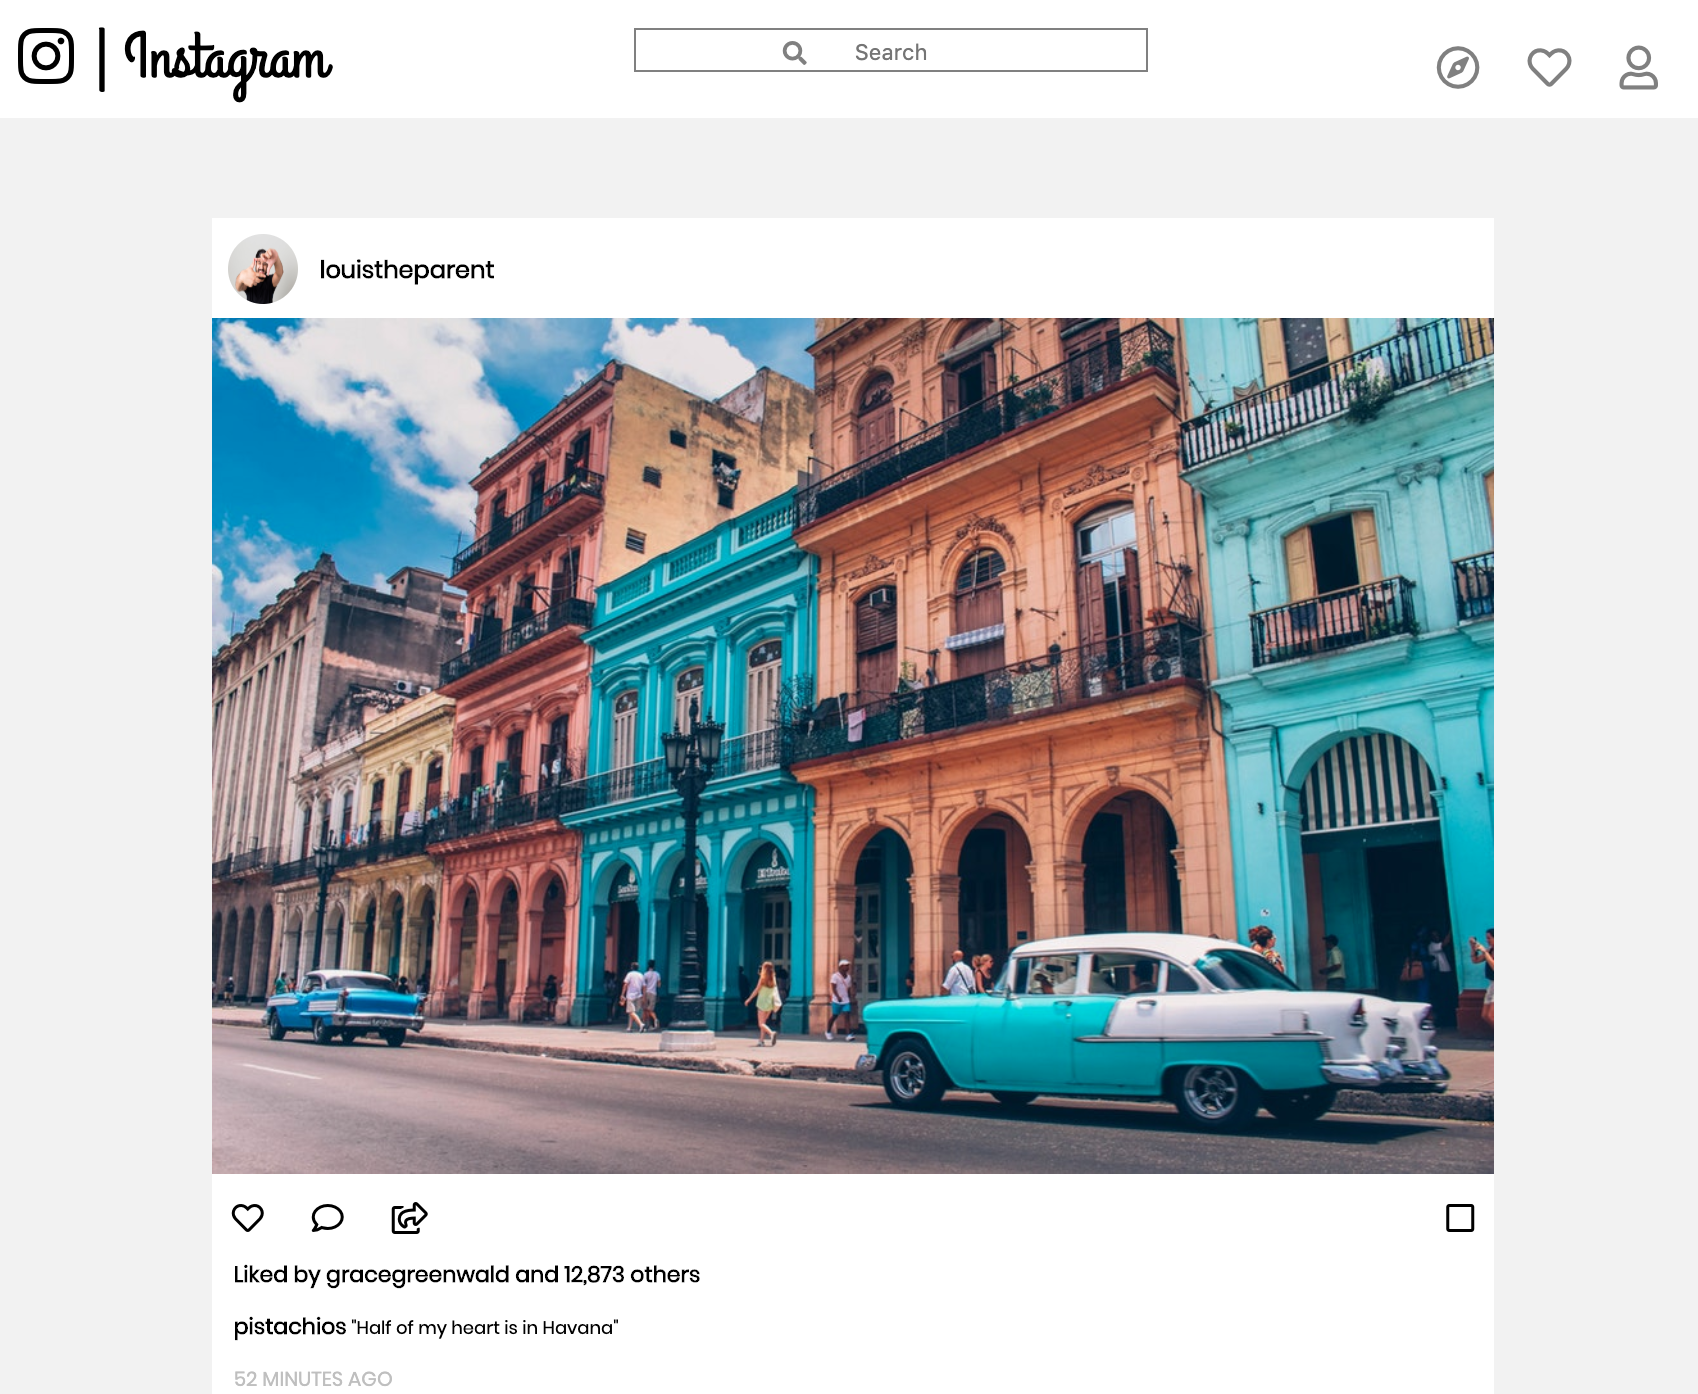 Instagram
Search
louistheparent
Liked by gracegreenwald and 12,873 others
pistachios "Half of my heart is in Havana"
52 MINUTES AGO